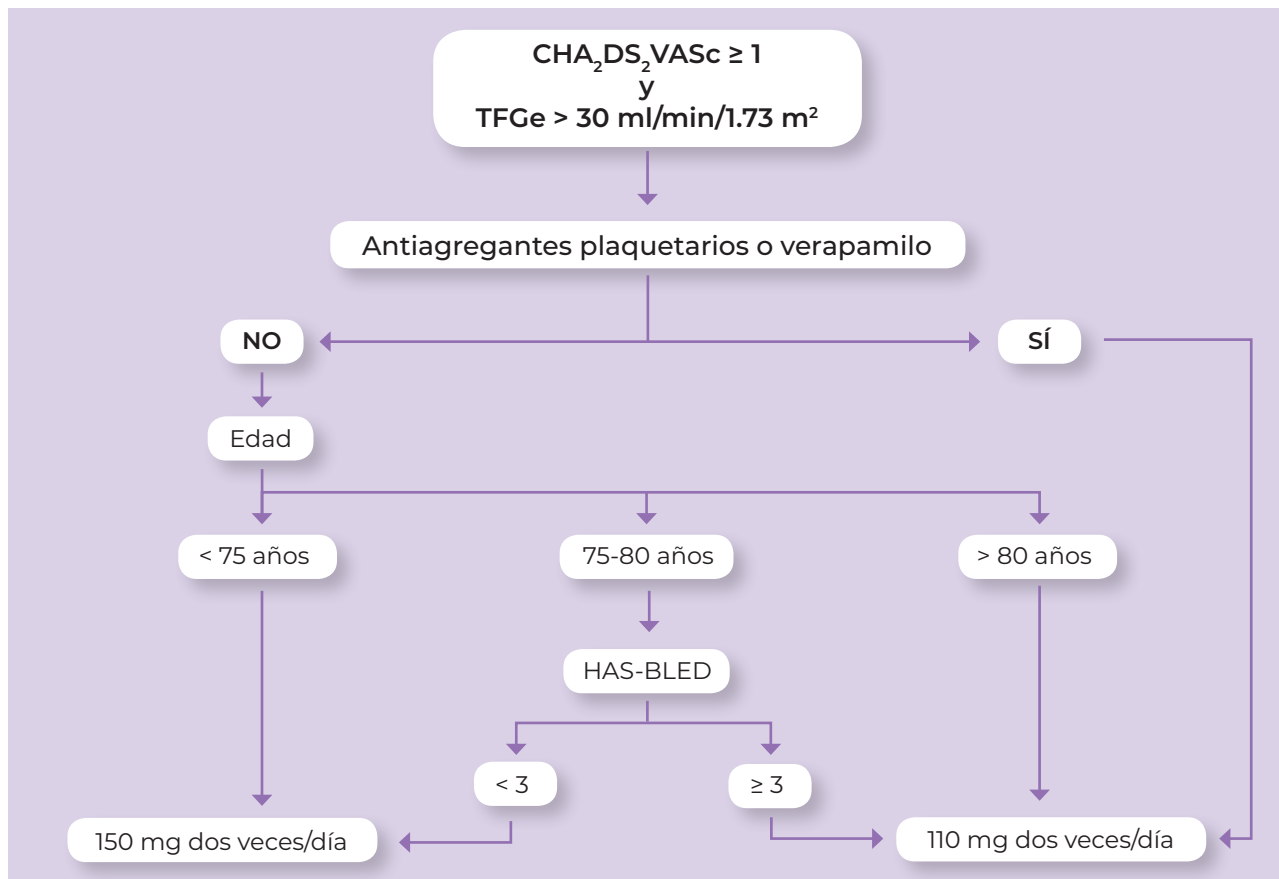 CHA₂DS₂VASc ≥ 1
y
TFGe > 30 ml/min/1.73 m²
Antiagregantes plaquetarios o verapamilo
NO
SÍ
Edad
< 75 años
75-80 años
> 80 años
HAS-BLED
< 3
≥ 3
150 mg dos veces/día
110 mg dos veces/día